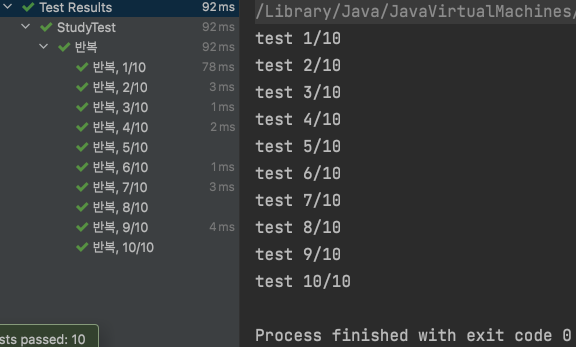 Test Results 92 ms
StudyTest 92 ms
반복 92 ms
반복, 1/10 78 ms
반복, 2/10 3 ms
반복, 3/10 1 ms
반복, 4/10 2 ms
반복, 5/10
반복, 6/10 1 ms
반복, 7/10 3 ms
반복, 8/10
반복, 9/10 4 ms
반복, 10/10
sts passed: 10
/Library/Java/JavaVirtualMachines/
test 1/10
test 2/10
test 3/10
test 4/10
test 5/10
test 6/10
test 7/10
test 8/10
test 9/10
test 10/10
Process finished with exit code 0